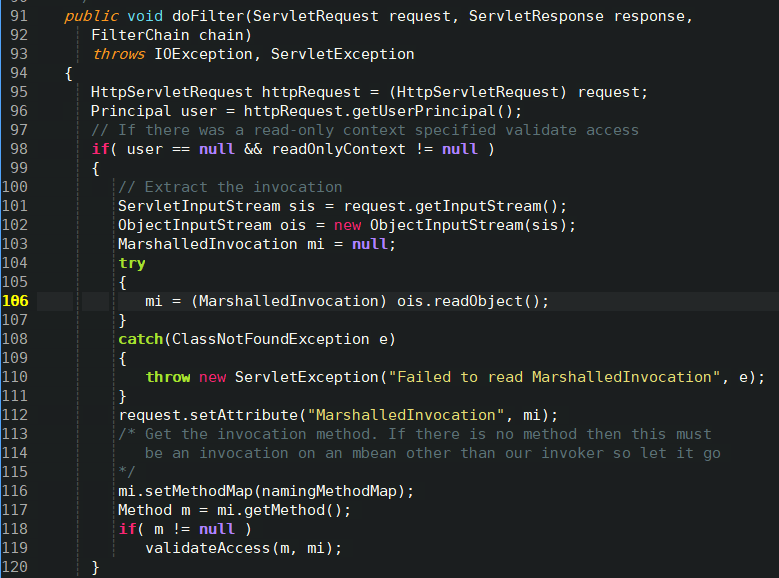 91 public void doFilter(ServletRequest request, ServletResponse response,
92 FilterChain chain)
93 throws IOException, ServletException
94 {
95 HttpServletRequest httpRequest = (HttpServletRequest) request;
96 Principal user = httpRequest.getUserPrincipal();
97 // If there was a read-only context specified validate access
98 if( user == null && readOnlyContext != null )
99 {
100 // Extract the invocation
101 ServletInputStream sis = request.getInputStream();
102 ObjectInputStream ois = new ObjectInputStream(sis);
103 MarshalledInvocation mi = null;
104 try
105 {
106 mi = (MarshalledInvocation) ois.readObject();
107 }
108 catch(ClassNotFoundException e)
109 {
110 throw new ServletException("Failed to read MarshalledInvocation", e);
111 }
112 request.setAttribute("MarshalledInvocation", mi);
113 /* Get the invocation method. If there is no method then this must
114 be an invocation on an mbean other than our invoker so let it go
115 */
116 mi.setMethodMap(namingMethodMap);
117 Method m = mi.getMethod();
118 if( m != null )
119 validateAccess(m, mi);
120 }